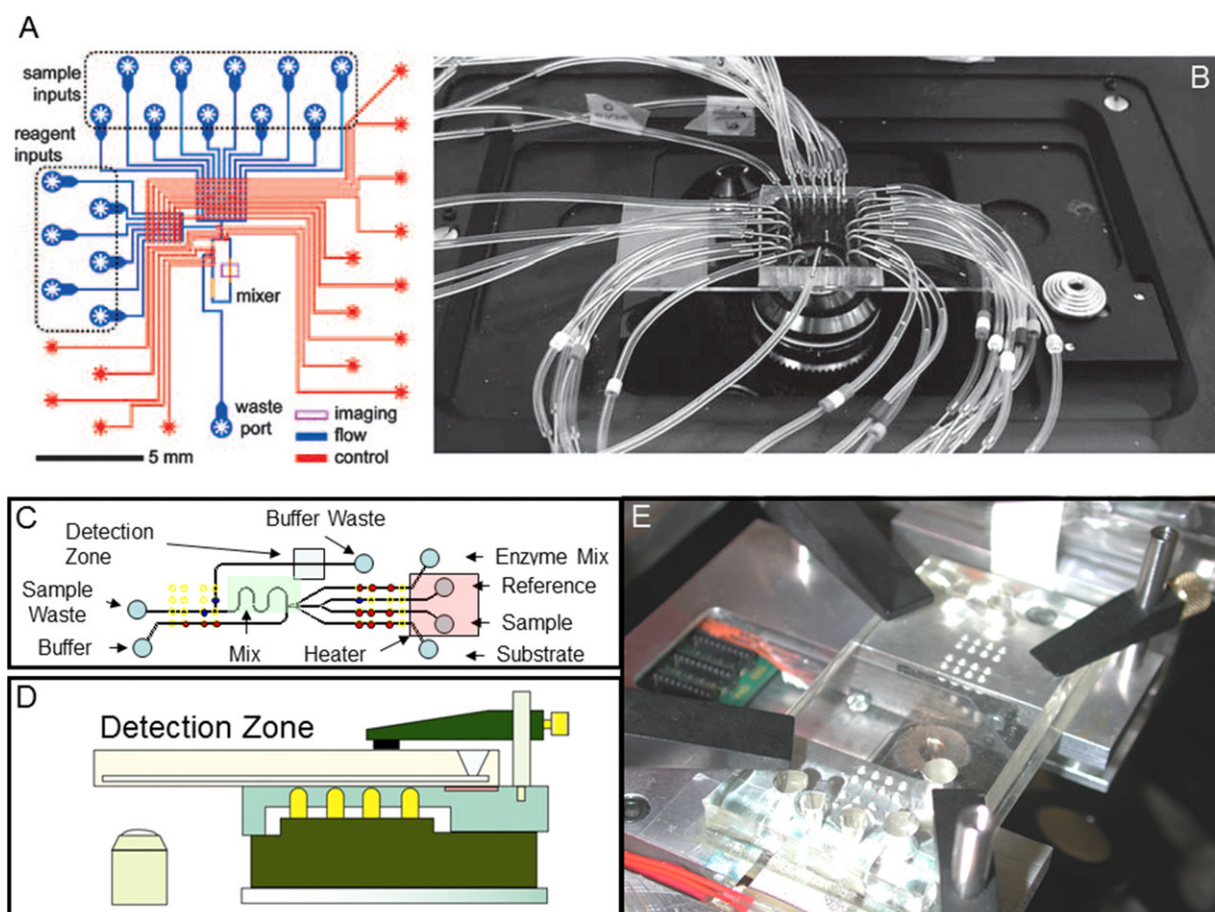 A
sample
inputs
reagent
inputs
mixer
waste
port
imaging
flow
control
5 mm
B
C
Detection
Zone
Buffer Waste
Enzyme Mix
Reference
Sample
Waste
Sample
Buffer
Mix
Heater
Substrate
D
Detection Zone
E